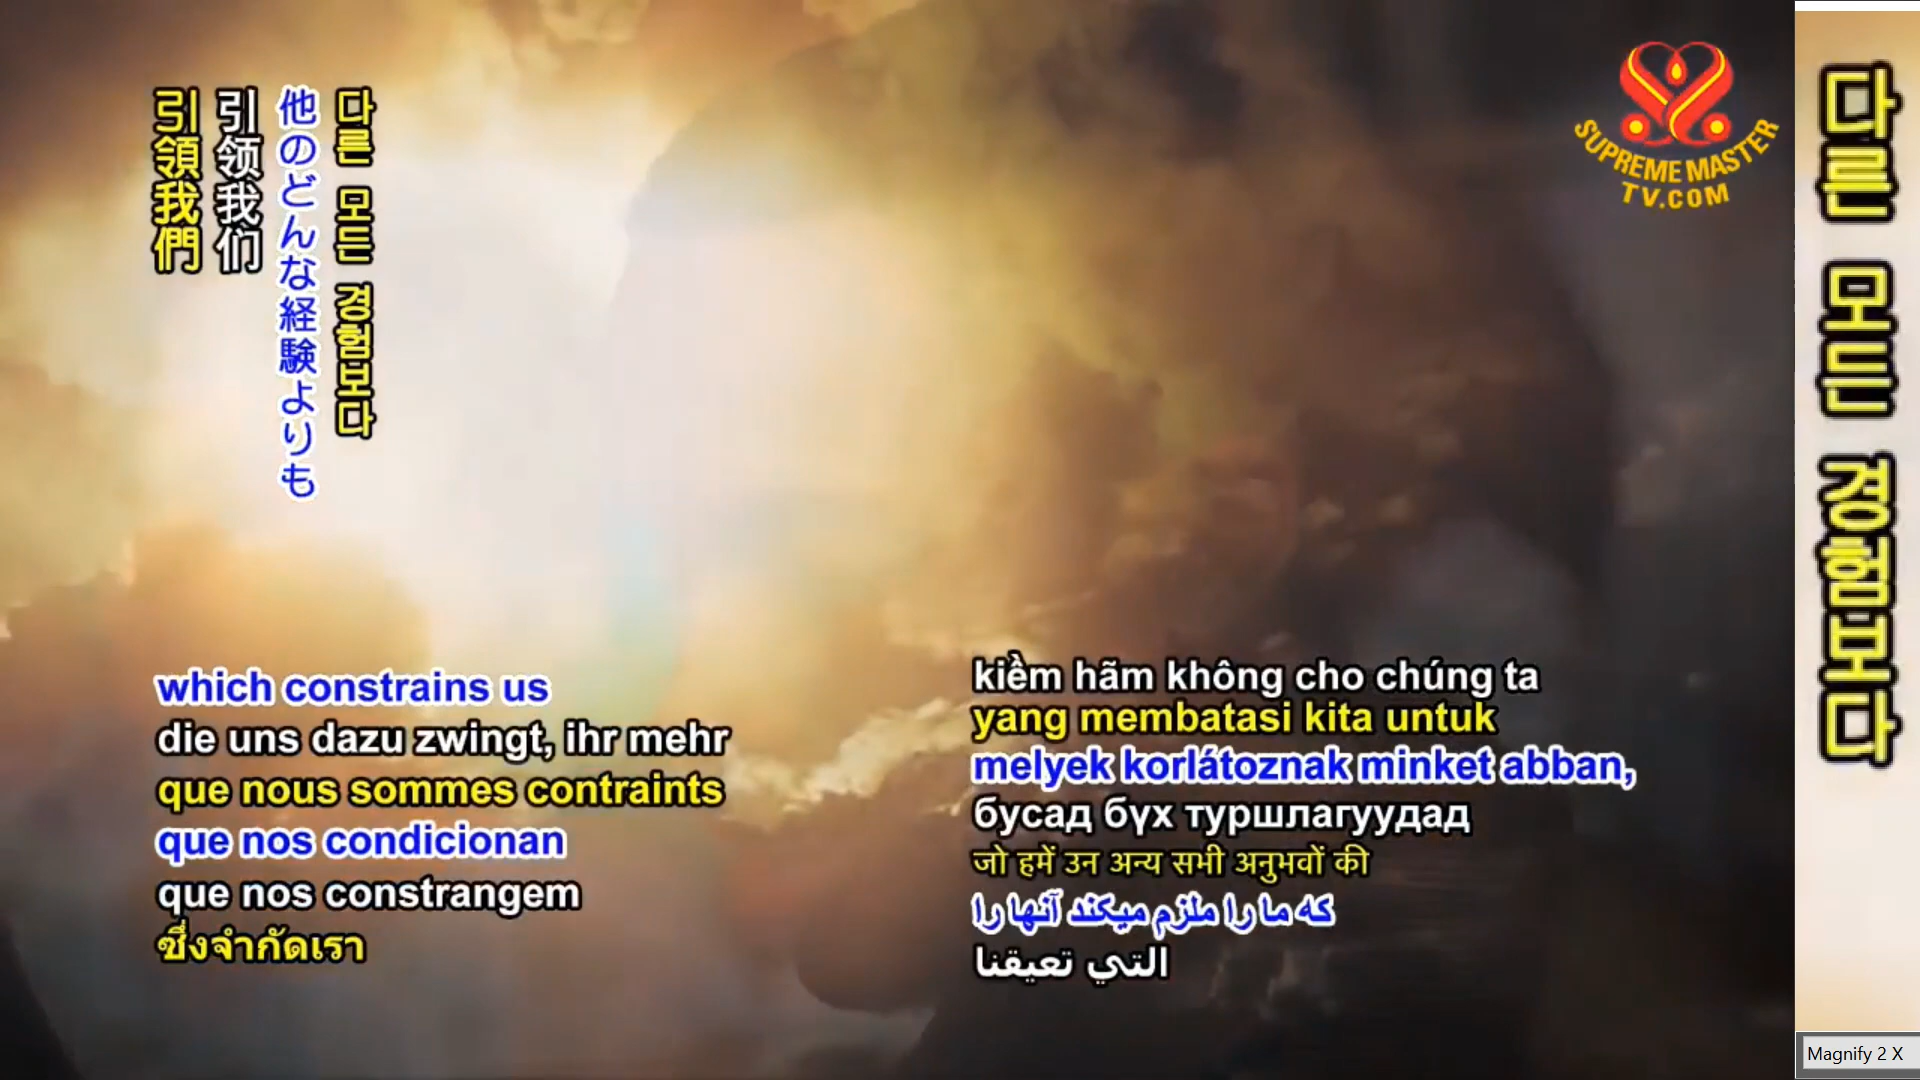 引領我們
引领我们
他のどんな経験よりも
다른 모든 경험보다
SUPREME MASTER
TV.COM
which constrains us
die uns dazu zwingt, ihr mehr
que nous sommes contraints
que nos condicionan
que nos constrangem
ซึ่งจำกัดเรา
kiềm hãm không cho chúng ta
yang membatasi kita untuk
melyek korlátoznak minket abban,
бусад бүх туршлагуудад
जो हमें उन अन्य सभी अनुभवों की
که ما را ملزم میکند آنها را
التي تعيقنا
다른 모든 경험보다
Magnify 2 X